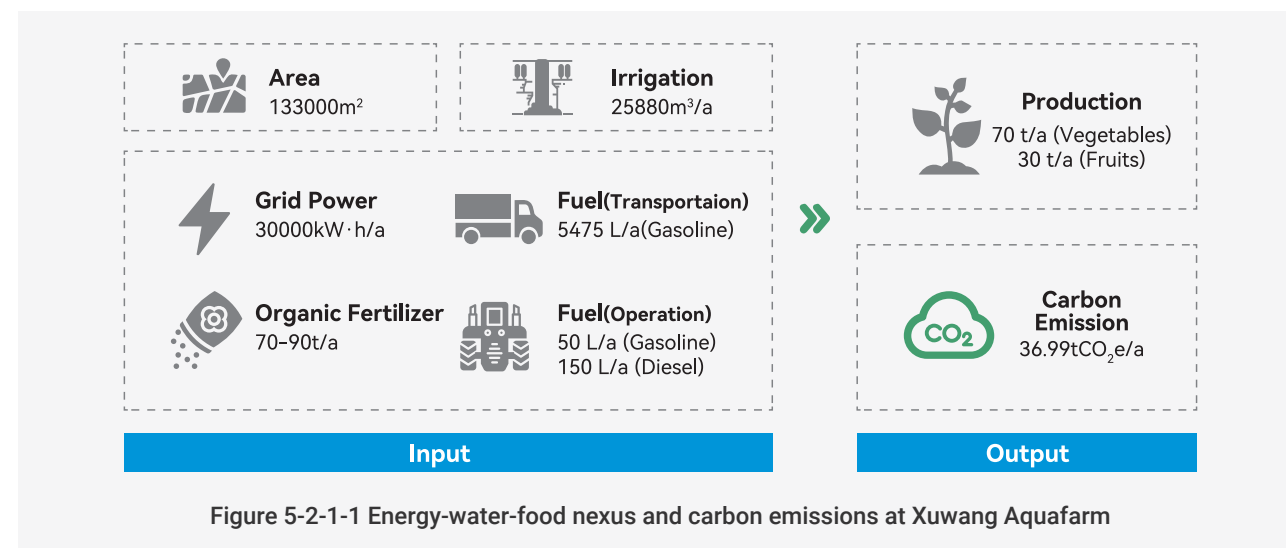 Area
133000m²
Irrigation
25880m³/a
Grid Power
30000kW·h/a
Fuel(Transportaion)
5475 L/a(Gasoline)
Organic Fertilizer
70-90t/a
Fuel(Operation)
50 L/a (Gasoline)
150 L/a (Diesel)
Input
Production
70 t/a (Vegetables)
30 t/a (Fruits)
CO₂
Carbon
Emission
36.99tCO₂e/a
Output
Figure 5-2-1-1 Energy-water-food nexus and carbon emissions at Xuwang Aquafarm